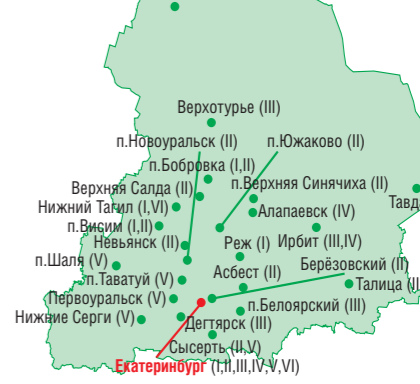 Верхотурье (III)
п.Новоуральск (II)
п.Южаково (II)
п.Бобровка (I,II)
Верхняя Салда (II)
п.Верхняя Синячиха (II)
Нижний Тагил (I,VI)
Алапаевск (IV)
Тавд
п.Висим (I,II)
Невьянск (II)
Реж (I)
Ирбит (III,IV)
п.Шаля (V)
Асбест (II)
Берёзовский (II)
п.Таватуй (V)
Талица (II
Первоуральск (V)
п.Белоярский (III)
Нижние Серги (V)
Дегтярск (III)
Сысерть (II,V)
Екатеринбург (I,II,III,IV,V,VI)